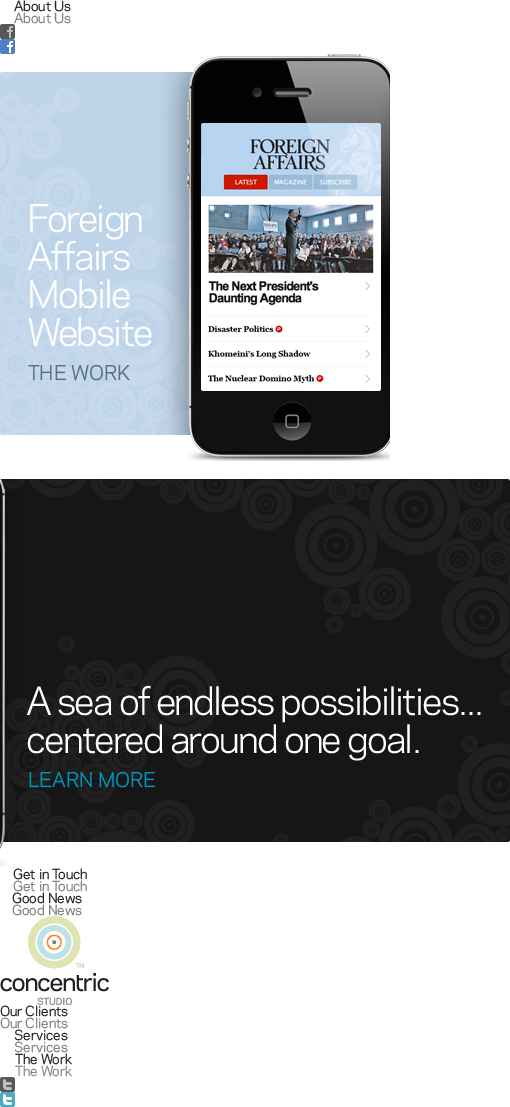 About Us
About Us
f
f
FOREIGN
AFFAIRS
LATEST MAGAZINE SUBSCRIBE
The Next President's
Daunting Agenda
Disaster Politics P
Khomeini's Long Shadow
The Nuclear Domino Myth P
Foreign
Affairs
Mobile
Website
THE WORK
A sea of endless possibilities...
centered around one goal.
LEARN MORE
Get in Touch
Get in Touch
Good News
Good News
TM
concentric
STUDIO
Our Clients
Our Clients
Services
Services
The Work
The Work
t
t